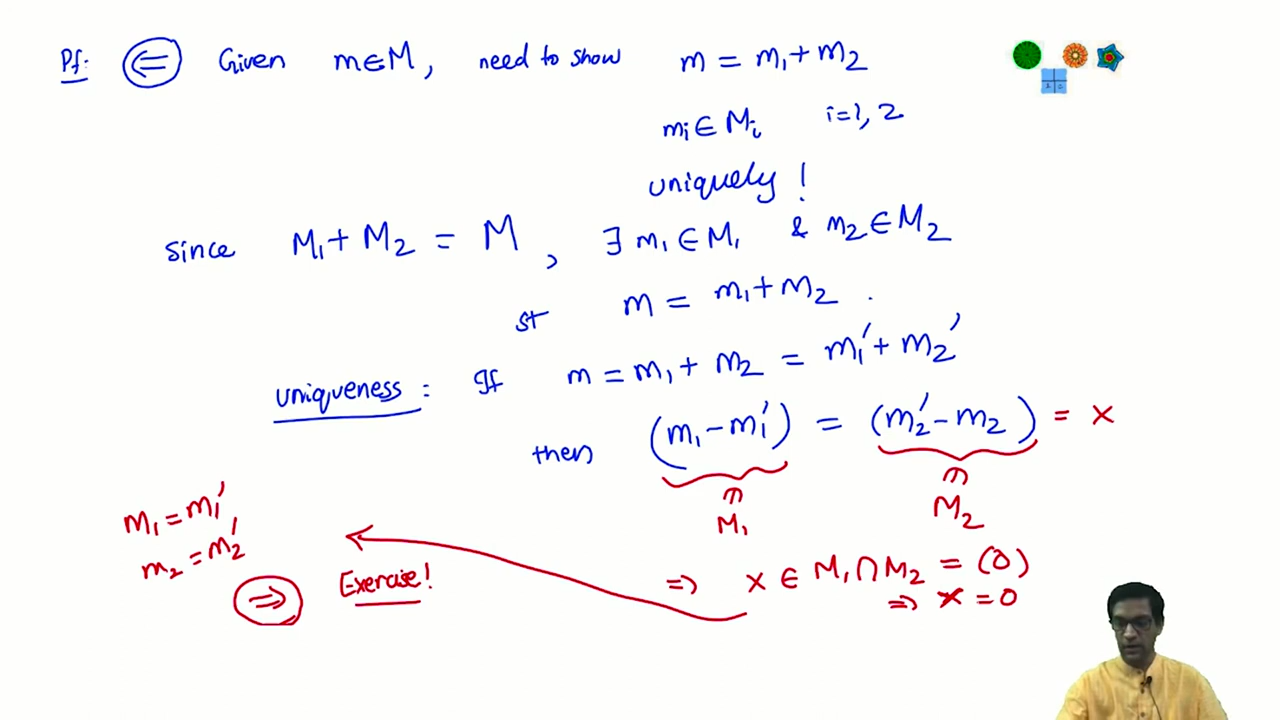 Pf: ⇐ Given m∈M, need to show m = m₁+m₂
mᵢ∈Mᵢ i=1,2
uniquely!
since M₁+M₂ = M, ∃ m₁∈M₁ & m₂∈M₂
st m = m₁+m₂.
uniqueness: If m = m₁+m₂ = m₁'+m₂'
then (m₁-m₁') = (m₂'-m₂) = x
∈ ∈
M₁ M₂
m₁=m₁'
m₂=m₂'
⇒ x ∈ M₁∩M₂ = (0)
⇒ x = 0
⇒ Exercise!